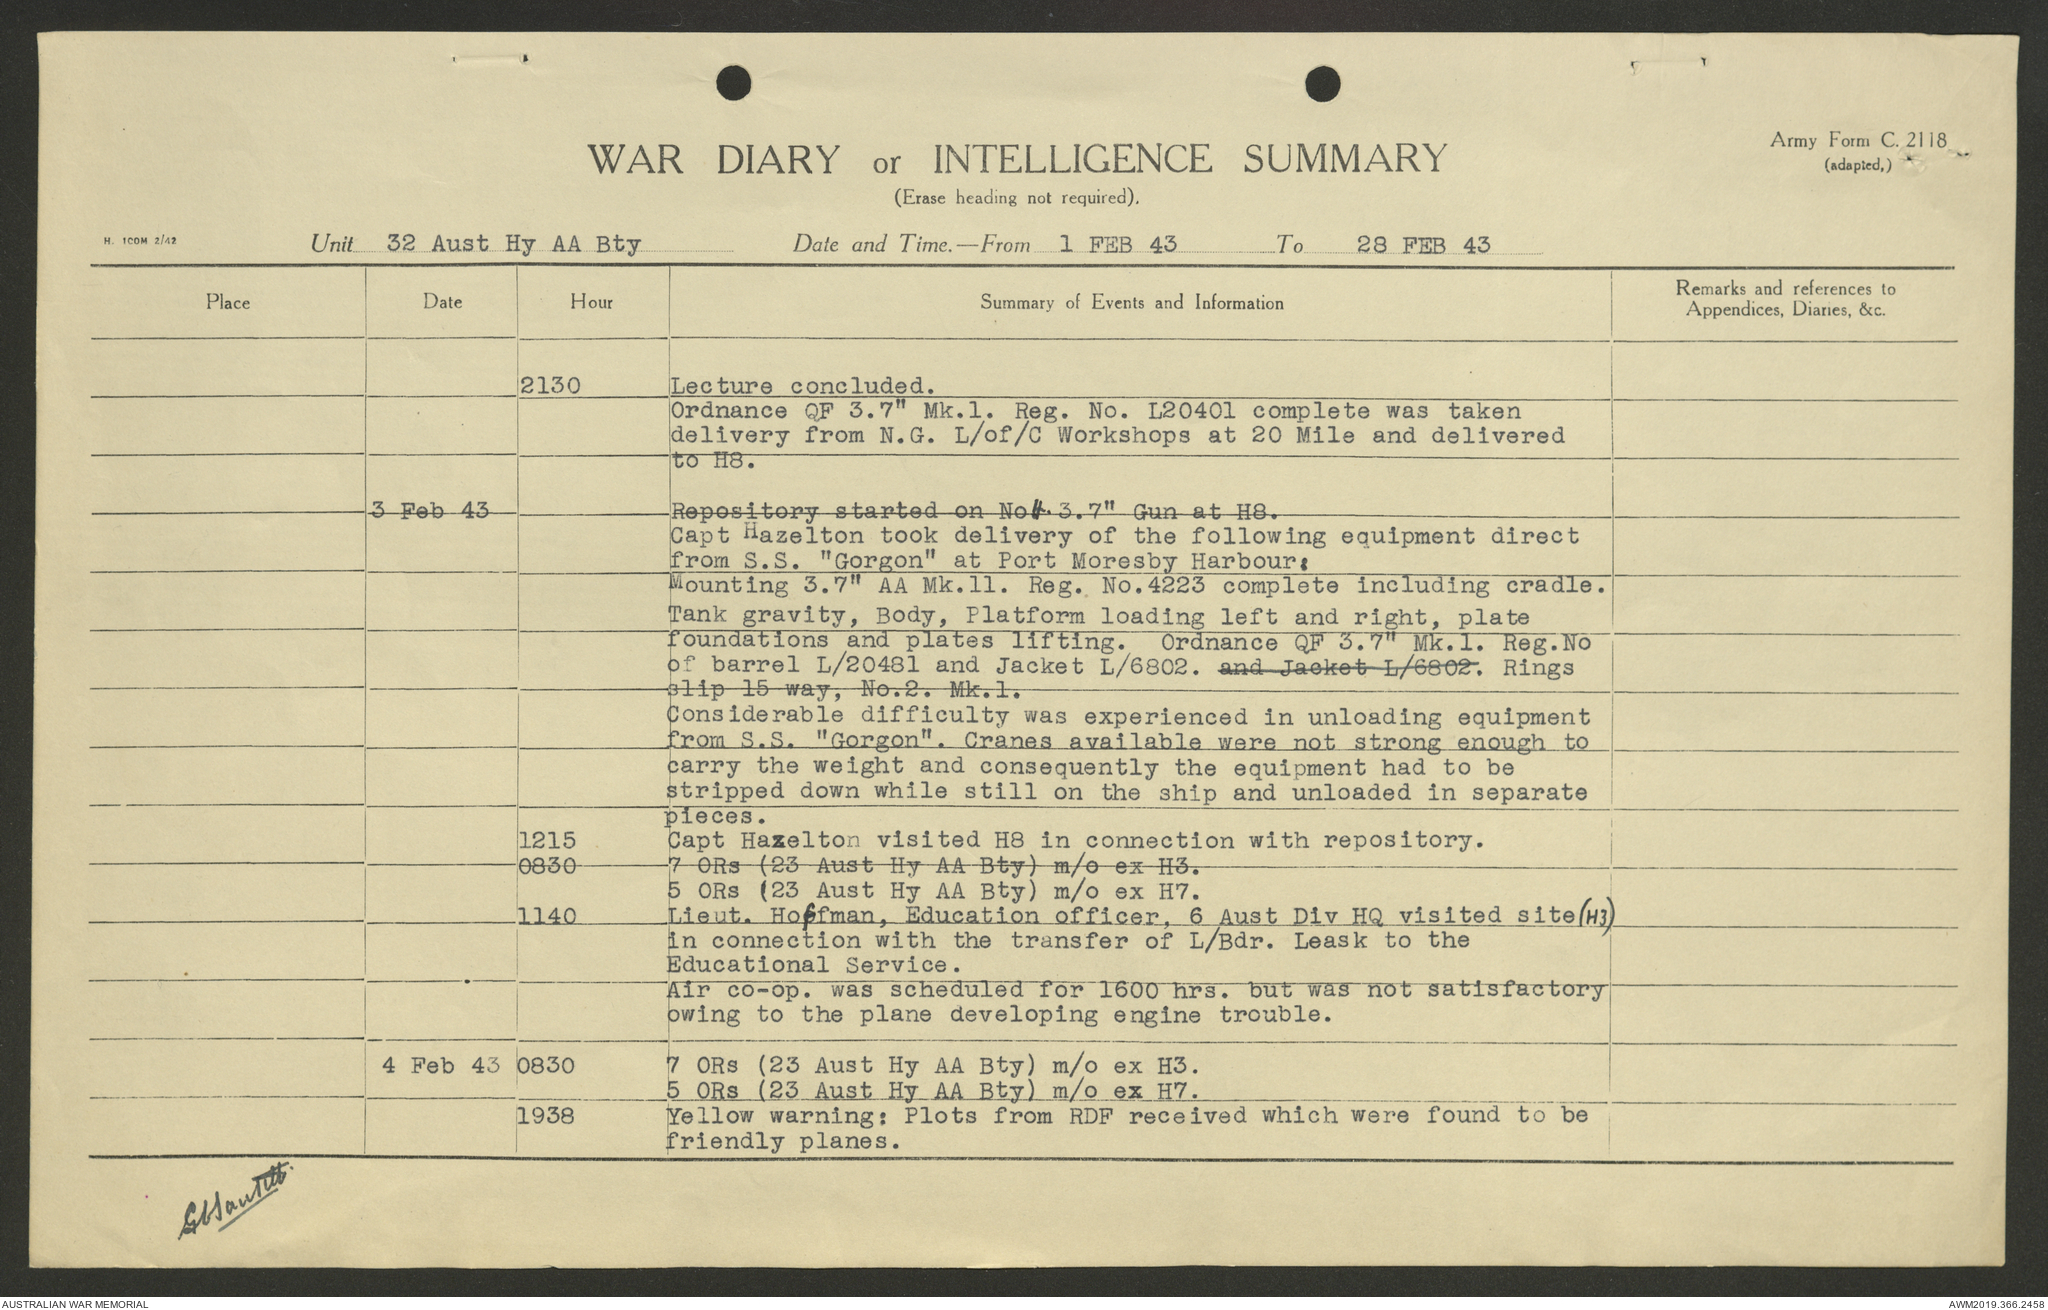 Army Form C. 2118
(adapted,)
WAR DIARY or INTELLIGENCE SUMMARY
(Erase heading not required).
H. 100M 2/42
Unit 32 Aust Hy AA Bty Date and Time.—From 1 FEB 43 To 28 FEB 43
Place Date Hour Summary of Events and Information Remarks and references to
Appendices, Diaries, &c.
2130 Lecture concluded.
Ordnance QF 3.7" Mk.1. Reg. No. L20401 complete was taken
delivery from N.G. L/of/C Workshops at 20 Mile and delivered
to H8.
3 Feb 43 Repository started on No4. 3.7" Gun at H8.
Capt Hazelton took delivery of the following equipment direct
from S.S. "Gorgon" at Port Moresby Harbour:
Mounting 3.7" AA Mk.11. Reg. No.4223 complete including cradle.
Tank gravity, Body, Platform loading left and right, plate
foundations and plates lifting. Ordnance QF 3.7" Mk.1. Reg.No
of barrel L/20481 and Jacket L/6802. and Jacket L/6802. Rings
slip 15 way, No.2. Mk.1.
Considerable difficulty was experienced in unloading equipment
from S.S. "Gorgon". Cranes available were not strong enough to
carry the weight and consequently the equipment had to be
stripped down while still on the ship and unloaded in separate
pieces.
1215 Capt Hazelton visited H8 in connection with repository.
0830 7 ORs (23 Aust Hy AA Bty) m/o ex H3.
5 ORs (23 Aust Hy AA Bty) m/o ex H7.
1140 Lieut. Hoffman, Education officer, 6 Aust Div HQ visited site (H3)
in connection with the transfer of L/Bdr. Leask to the
Educational Service.
Air co-op. was scheduled for 1600 hrs. but was not satisfactory
owing to the plane developing engine trouble.
4 Feb 43 0830 7 ORs (23 Aust Hy AA Bty) m/o ex H3.
5 ORs (23 Aust Hy AA Bty) m/o ex H7.
1938 Yellow warning: Plots from RDF received which were found to be
friendly planes.
AUSTRALIAN WAR MEMORIAL AWM2019.366.2458